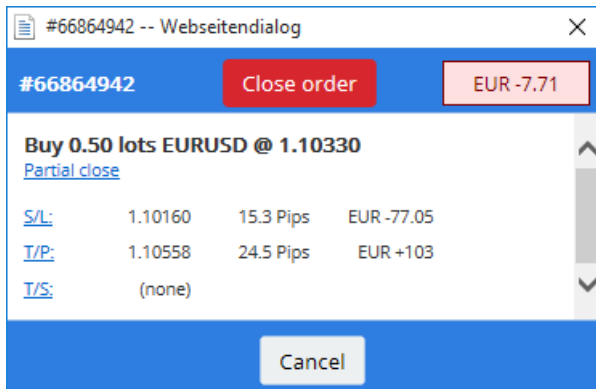 #66864942 -- Webseitendialog
#66864942 Close order EUR -7.71
Buy 0.50 lots EURUSD @ 1.10330
Partial close
S/L: 1.10160 15.3 Pips EUR -77.05
T/P: 1.10558 24.5 Pips EUR +103
T/S: (none)
Cancel